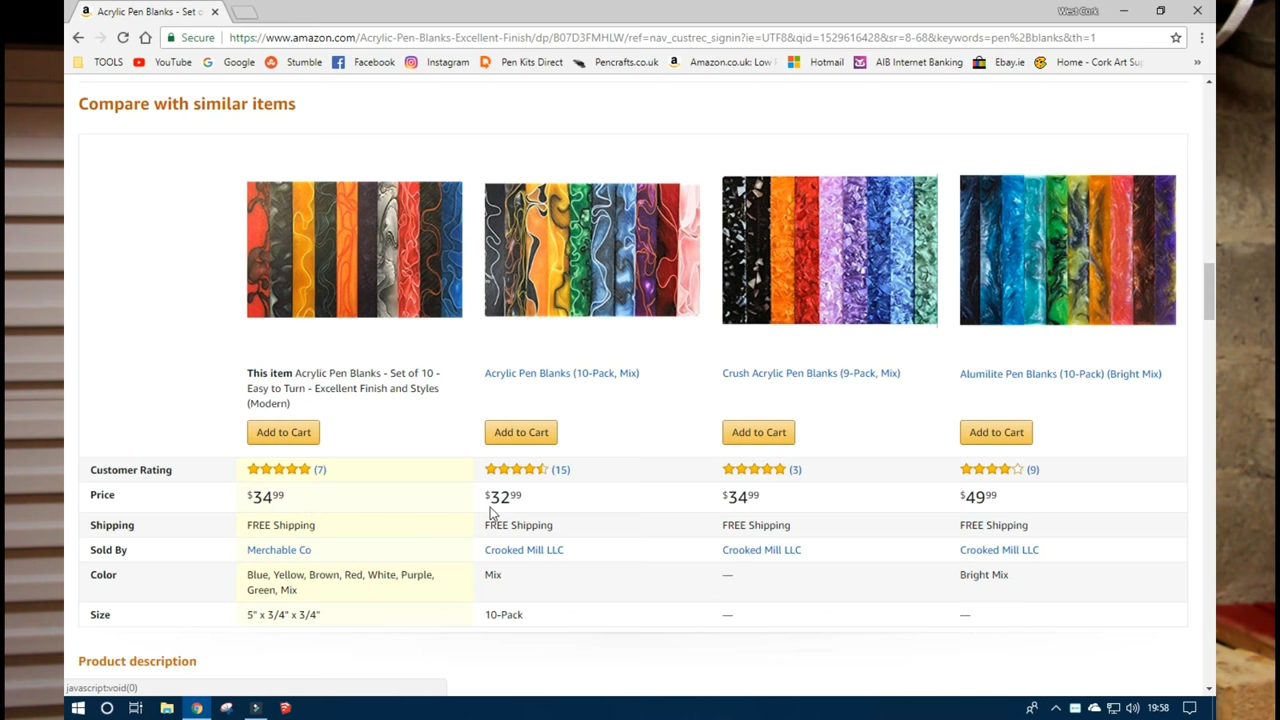 Acrylic Pen Blanks - Set o
West Cork
Secure
https://www.amazon.com/Acrylic-Pen-Blanks-Excellent-Finish/dp/B07D3FMHLW/ref=nav_custrec_signin?ie=UTF8&qid=1529616428&sr=8-68&keywords=pen%2Bblanks&th=1
TOOLS YouTube Google Stumble Facebook Instagram Pen Kits Direct Pencrafts.co.uk Amazon.co.uk: Low Hotmail AIB Internet Banking Ebay.ie Home - Cork Art Sup »
Compare with similar items
This item Acrylic Pen Blanks - Set of 10 -
Easy to Turn - Excellent Finish and Styles
(Modern)
Acrylic Pen Blanks (10-Pack, Mix)
Crush Acrylic Pen Blanks (9-Pack, Mix)
Alumilite Pen Blanks (10-Pack) (Bright Mix)
Add to Cart Add to Cart Add to Cart Add to Cart
Customer Rating (7) (15) (3) (9)
Price $34 99 $32 99 $34 99 $49 99
Shipping FREE Shipping FREE Shipping FREE Shipping FREE Shipping
Sold By Merchable Co Crooked Mill LLC Crooked Mill LLC Crooked Mill LLC
Color Blue, Yellow, Brown, Red, White, Purple,
Green, Mix
Mix — Bright Mix
Size 5" x 3/4" x 3/4" 10-Pack — —
Product description
javascript:void(0)
19:58